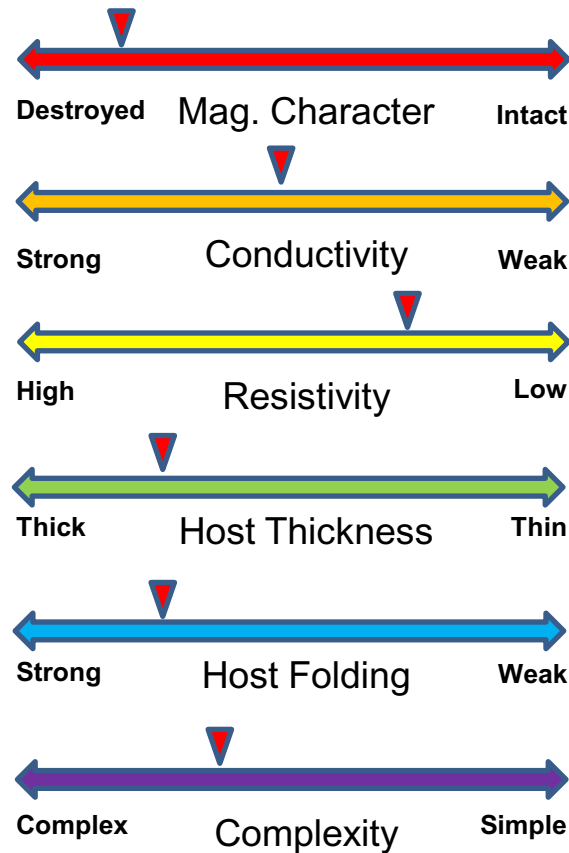 Destroyed Mag. Character Intact
Strong Conductivity Weak
High Resistivity Low
Thick Host Thickness Thin
Strong Host Folding Weak
Complex Complexity Simple